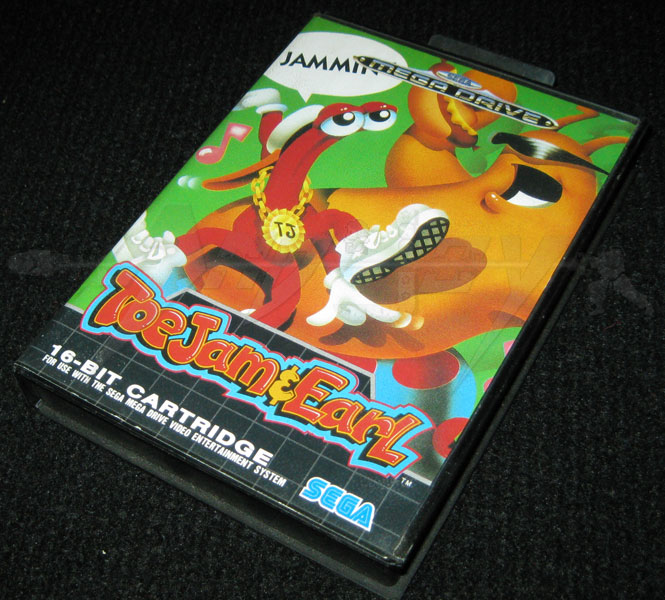 JAMMIN'
SEGA
MEGA DRIVE
TJ
ToeJam & Earl
TM
16-BIT CARTRIDGE
FOR USE WITH THE SEGA MEGA DRIVE VIDEO ENTERTAINMENT SYSTEM
SEGA